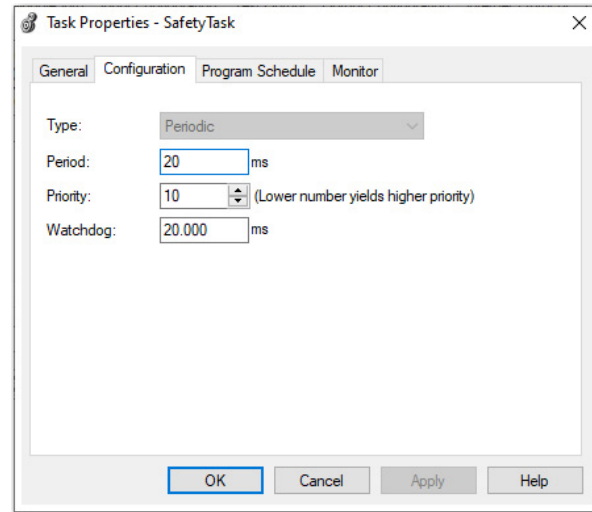 Task Properties - SafetyTask
General Configuration Program Schedule Monitor
Type: Periodic
Period: 20 ms
Priority: 10 (Lower number yields higher priority)
Watchdog: 20.000 ms
OK Cancel Apply Help